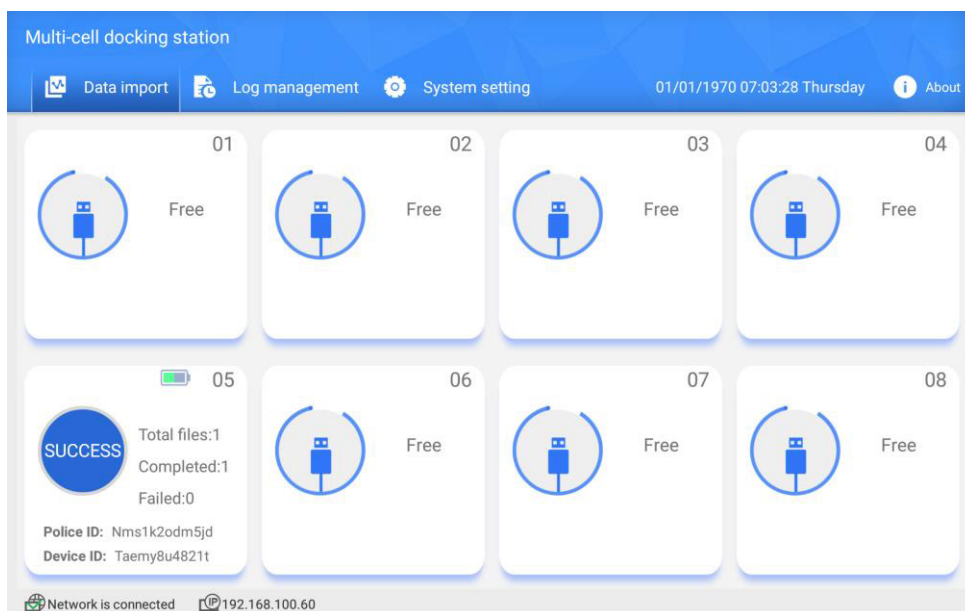 Multi-cell docking station
Data import Log management System setting 01/01/1970 07:03:28 Thursday i About
01 02 03 04
Free Free Free Free
05 06 07 08
SUCCESS Total files:1 Free Free Free
Completed:1
Failed:0
Police ID: Nms1k2odm5jd
Device ID: Taemy8u4821t
Network is connected IP 192.168.100.60